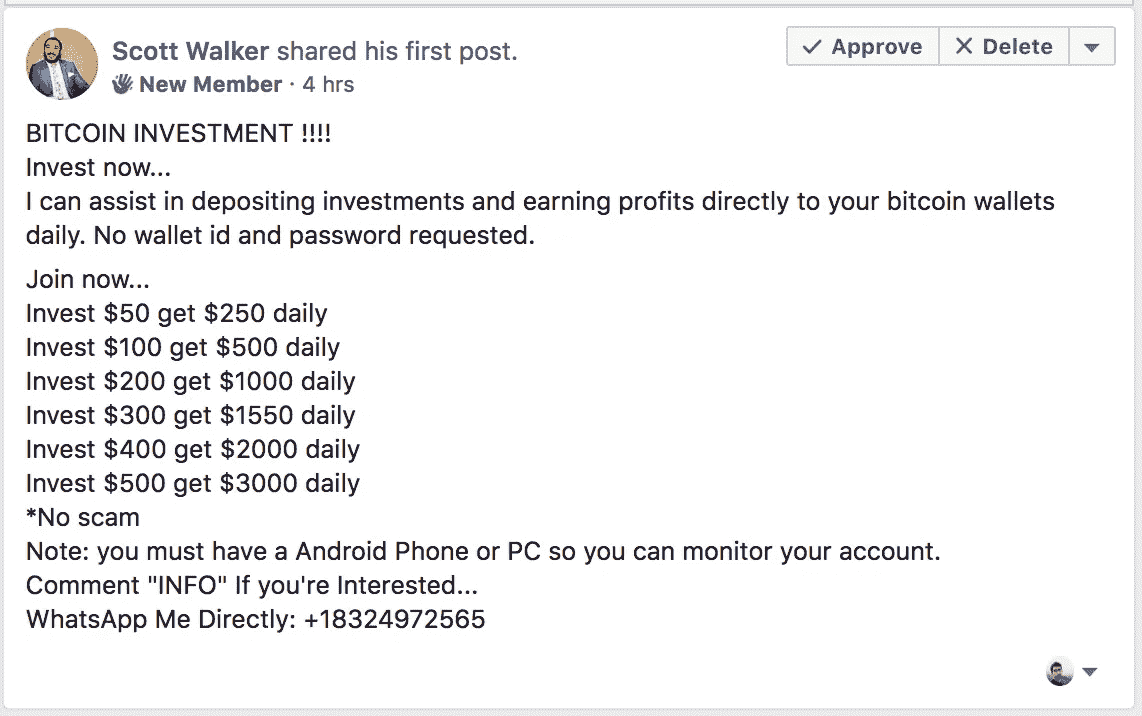 Scott Walker shared his first post.
New Member · 4 hrs
✓ Approve
✕ Delete
BITCOIN INVESTMENT !!!!
Invest now...
I can assist in depositing investments and earning profits directly to your bitcoin wallets
daily. No wallet id and password requested.
Join now...
Invest $50 get $250 daily
Invest $100 get $500 daily
Invest $200 get $1000 daily
Invest $300 get $1550 daily
Invest $400 get $2000 daily
Invest $500 get $3000 daily
*No scam
Note: you must have a Android Phone or PC so you can monitor your account.
Comment "INFO" If you're Interested...
WhatsApp Me Directly: +18324972565